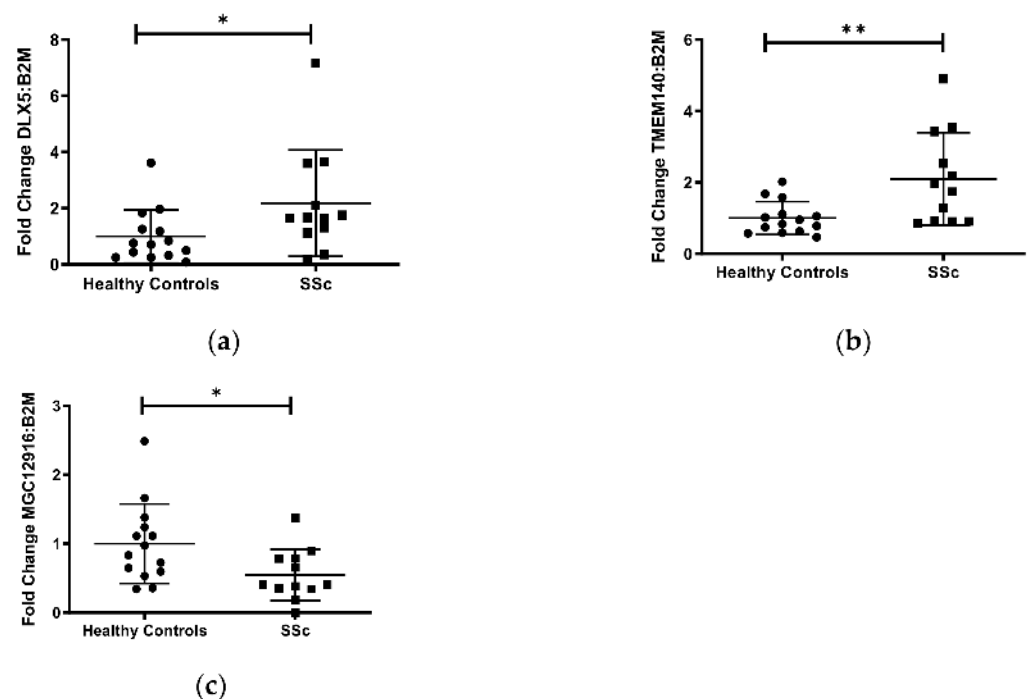 *
Fold Change DLX5:B2M
8
6
4
2
0
Healthy Controls
SSc
(a)
**
Fold Change TMEM140:B2M
6
4
2
0
Healthy Controls
SSc
(b)
*
Fold Change MGC12916:B2M
3
2
1
0
Healthy Controls
SSc
(c)